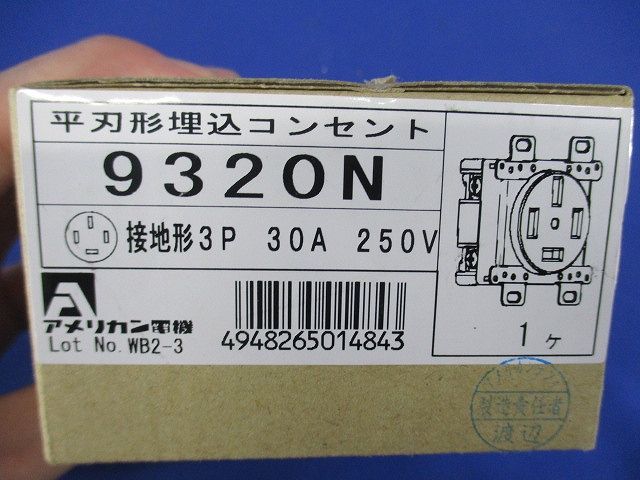 平刃形埋込コンセント
9320N
接地形3P 30A 250V
アメリカン電機
Lot No. WB2-3
4948265014843
1ヶ
製造責任者
渡辺